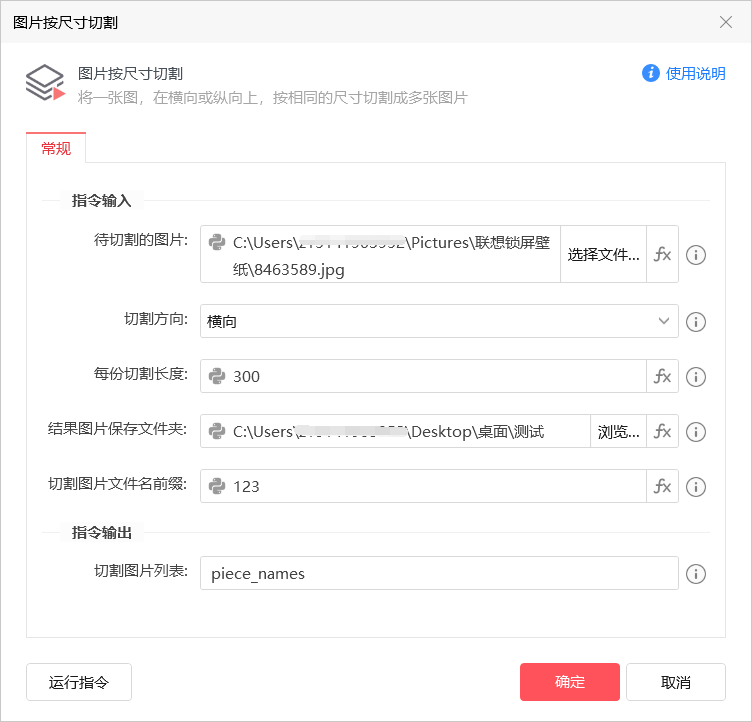 图片按尺寸切割
图片按尺寸切割
使用说明
将一张图，在横向或纵向上，按相同的尺寸切割成多张图片
常规
指令输入
待切割的图片:
C:\Users\
\Pictures\联想锁屏壁
纸\8463589.jpg
选择文件...
fx
切割方向:
横向
每份切割长度:
300
fx
结果图片保存文件夹:
C:\Users\
\Desktop\桌面\测试
浏览...
fx
切割图片文件名前缀:
123
fx
指令输出
切割图片列表:
piece_names
运行指令
确定
取消